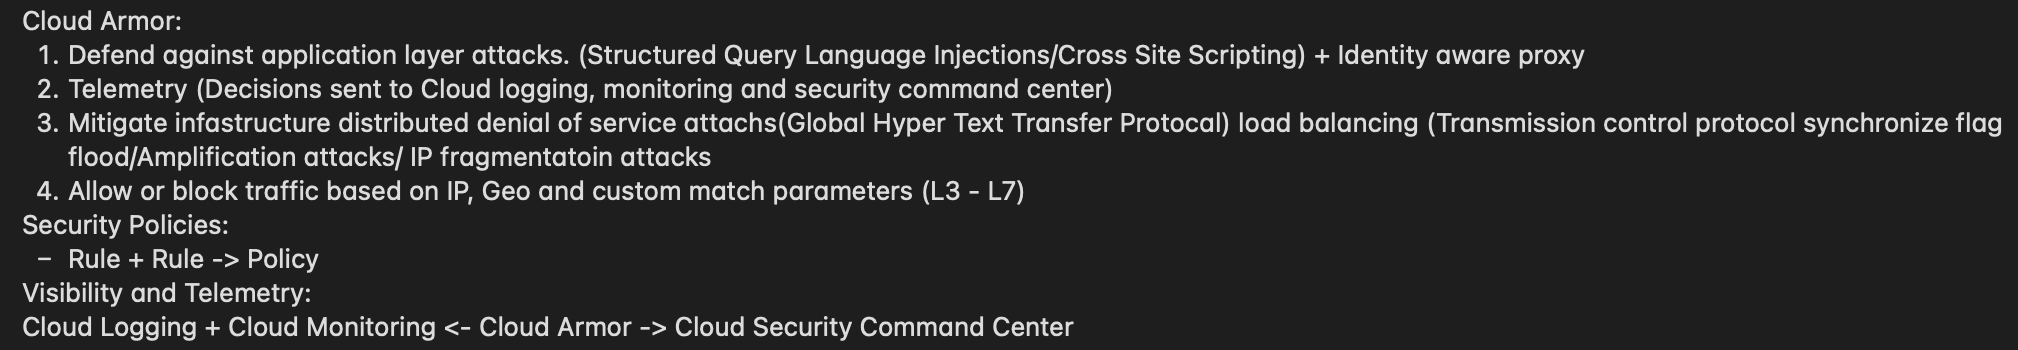 Cloud Armor:
1. Defend against application layer attacks. (Structured Query Language Injections/Cross Site Scripting) + Identity aware proxy
2. Telemetry (Decisions sent to Cloud logging, monitoring and security command center)
3. Mitigate infastructure distributed denial of service attachs(Global Hyper Text Transfer Protocal) load balancing (Transmission control protocol synchronize flag
flood/Amplification attacks/ IP fragmentatoin attacks
4. Allow or block traffic based on IP, Geo and custom match parameters (L3 - L7)
Security Policies:
– Rule + Rule -> Policy
Visibility and Telemetry:
Cloud Logging + Cloud Monitoring <- Cloud Armor -> Cloud Security Command Center